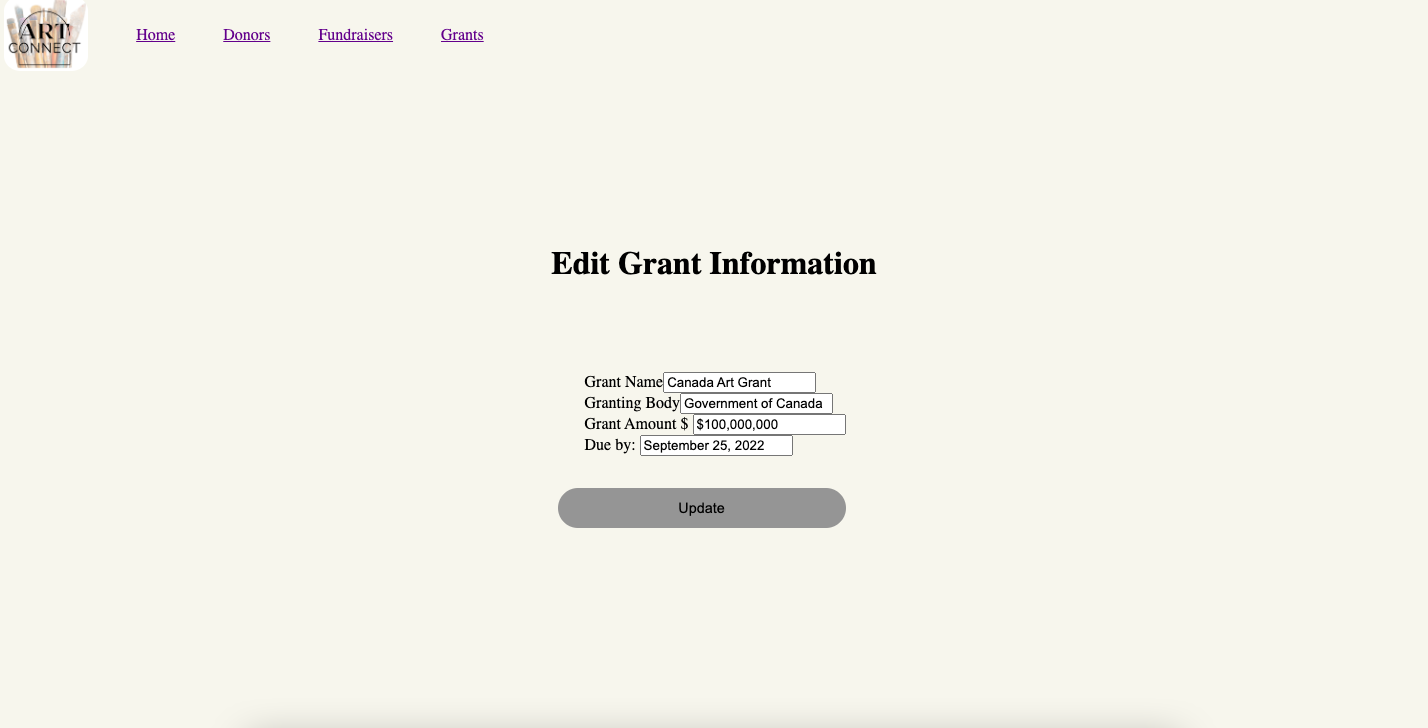 ART
CONNECT
Home Donors Fundraisers Grants
Edit Grant Information
Grant Name Canada Art Grant
Granting Body Government of Canada
Grant Amount $ $100,000,000
Due by: September 25, 2022
Update